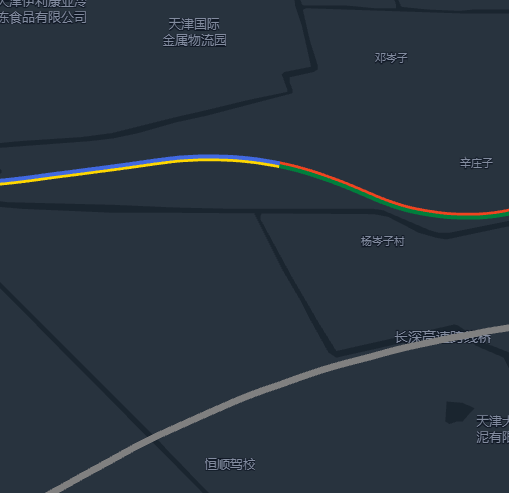 天津伊利康业冷
冻食品有限公司
天津国际
金属物流园
邓岑子
辛庄子
杨岑子村
长深高速跨线桥
天津大
泥有限
恒顺驾校